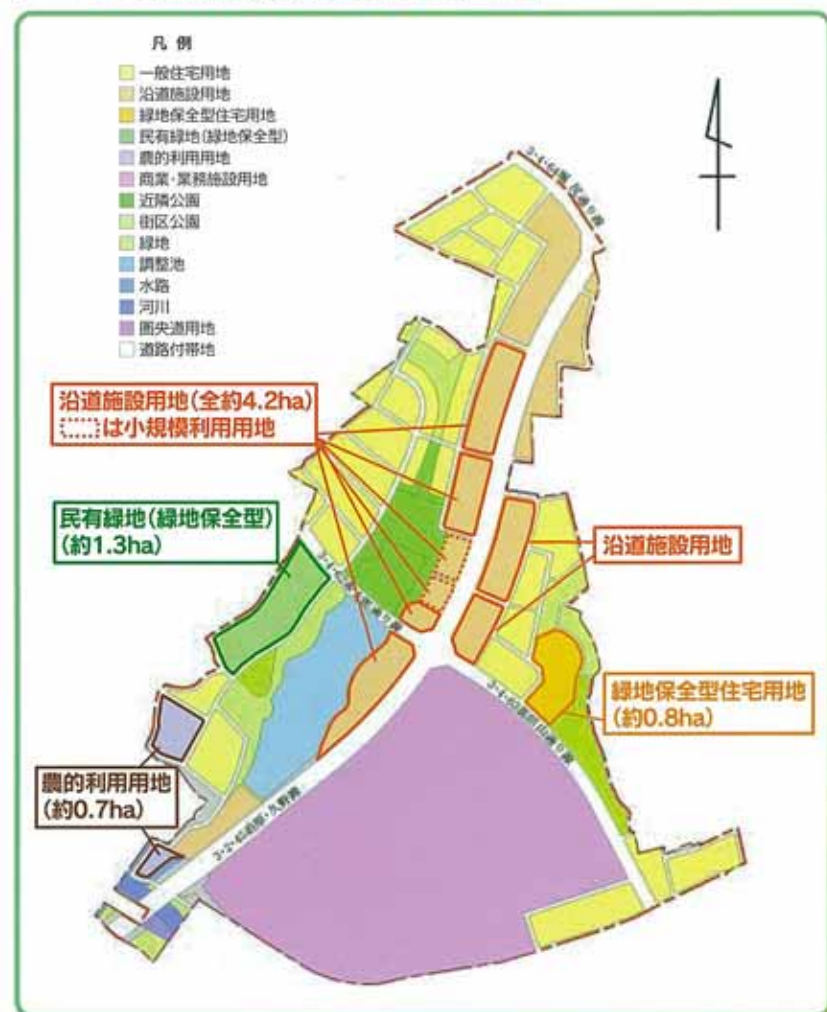 凡例
一般住宅用地
沿道施設用地
緑地保全型住宅用地
民有緑地(緑地保全型)
農的利用用地
商業・業務施設用地
近隣公園
街区公園
緑地
調整池
水路
河川
圏央道用地
道路付帯地
沿道施設用地(全約4.2ha)
は小規模利用用地
民有緑地(緑地保全型)
(約1.3ha)
沿道施設用地
緑地保全型住宅用地
(約0.8ha)
農的利用用地
(約0.7ha)